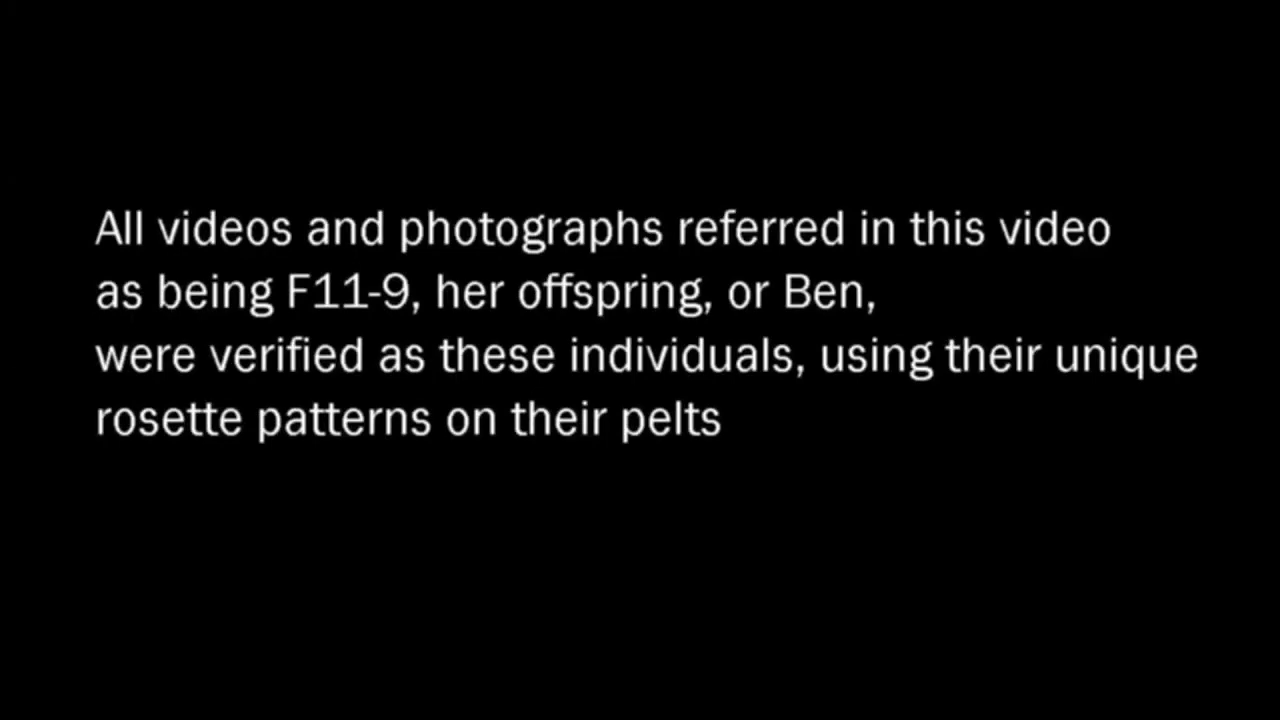 All videos and photographs referred in this video
as being F11-9, her offspring, or Ben,
were verified as these individuals, using their unique
rosette patterns on their pelts